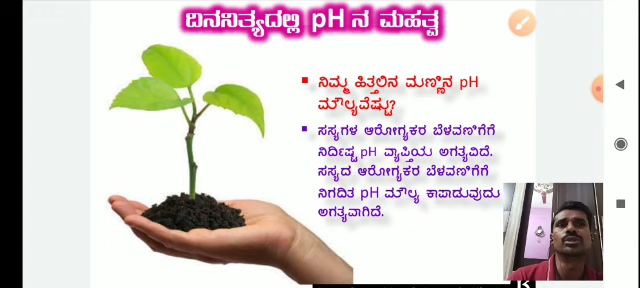 ದಿನನಿತ್ಯದಲ್ಲಿ pH ನ ಮಹತ್ವ
ನಿಮ್ಮ ಹಿತ್ತಲಿನ ಮಣ್ಣಿನ pH
ಮೌಲ್ಯವೆಷ್ಟು?
ಸಸ್ಯಗಳ ಆರೋಗ್ಯಕರ ಬೆಳವಣಿಗೆಗೆ
ನಿರ್ದಿಷ್ಟ pH ವ್ಯಾಪ್ತಿಯ ಅಗತ್ಯವಿದೆ.
ಸಸ್ಯದ ಆರೋಗ್ಯಕರ ಬೆಳವಣಿಗೆಗೆ
ನಿಗದಿತ pH ಮೌಲ್ಯ ಕಾಪಾಡುವುದು
ಅಗತ್ಯವಾಗಿದೆ.